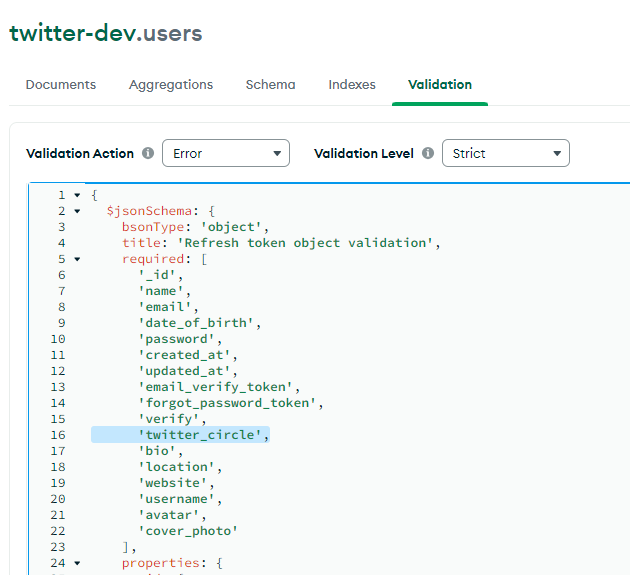 twitter-dev.users
Documents Aggregations Schema Indexes Validation
Validation Action Error Validation Level Strict
1 {
2 $jsonSchema: {
3 bsonType: 'object',
4 title: 'Refresh token object validation',
5 required: [
6 '_id',
7 'name',
8 'email',
9 'date_of_birth',
10 'password',
11 'created_at',
12 'updated_at',
13 'email_verify_token',
14 'forgot_password_token',
15 'verify',
16 'twitter_circle',
17 'bio',
18 'location',
19 'website',
20 'username',
21 'avatar',
22 'cover_photo'
23 ],
24 properties: {